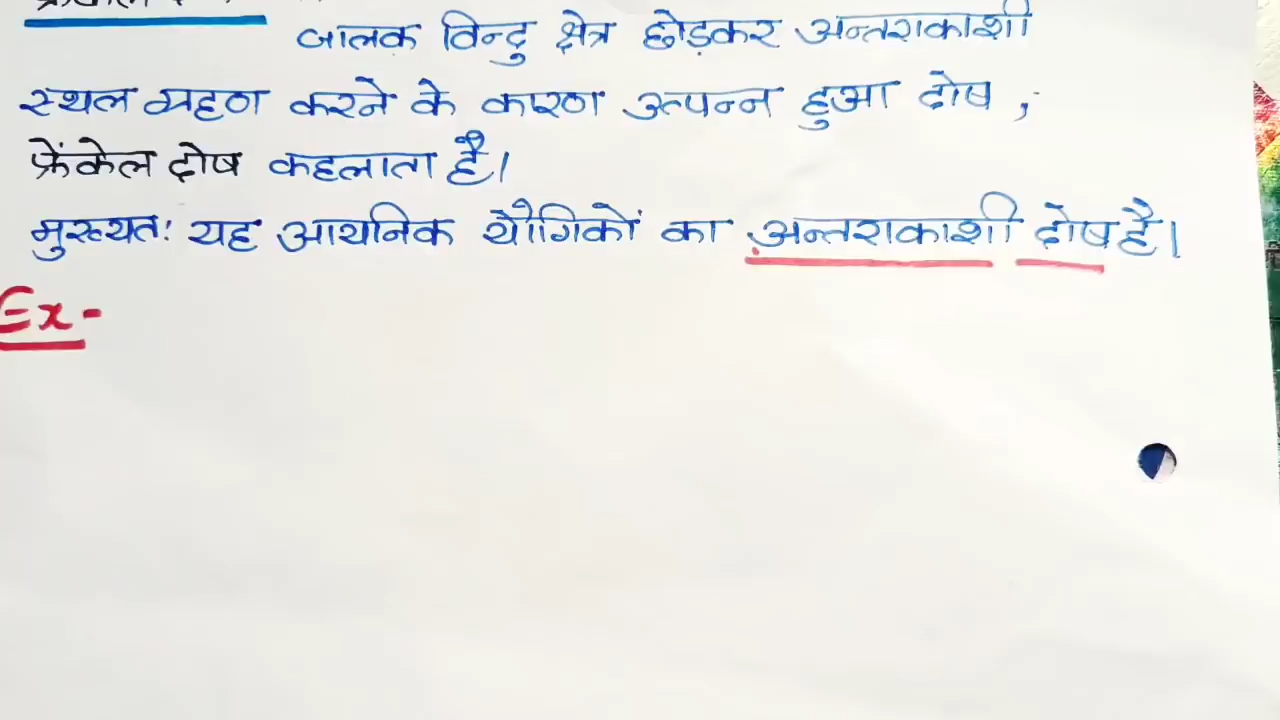 जालक विन्दु क्षेत्र छोड़कर अन्तराकाशी
स्थल ग्रहण करने के कारण उत्पन्न हुआ दोष ,
फ्रेंकेल दोष कहलाता है।
मुख्यतः यह आयनिक यौगिकों का अन्तराकाशी दोष है।
Ex-